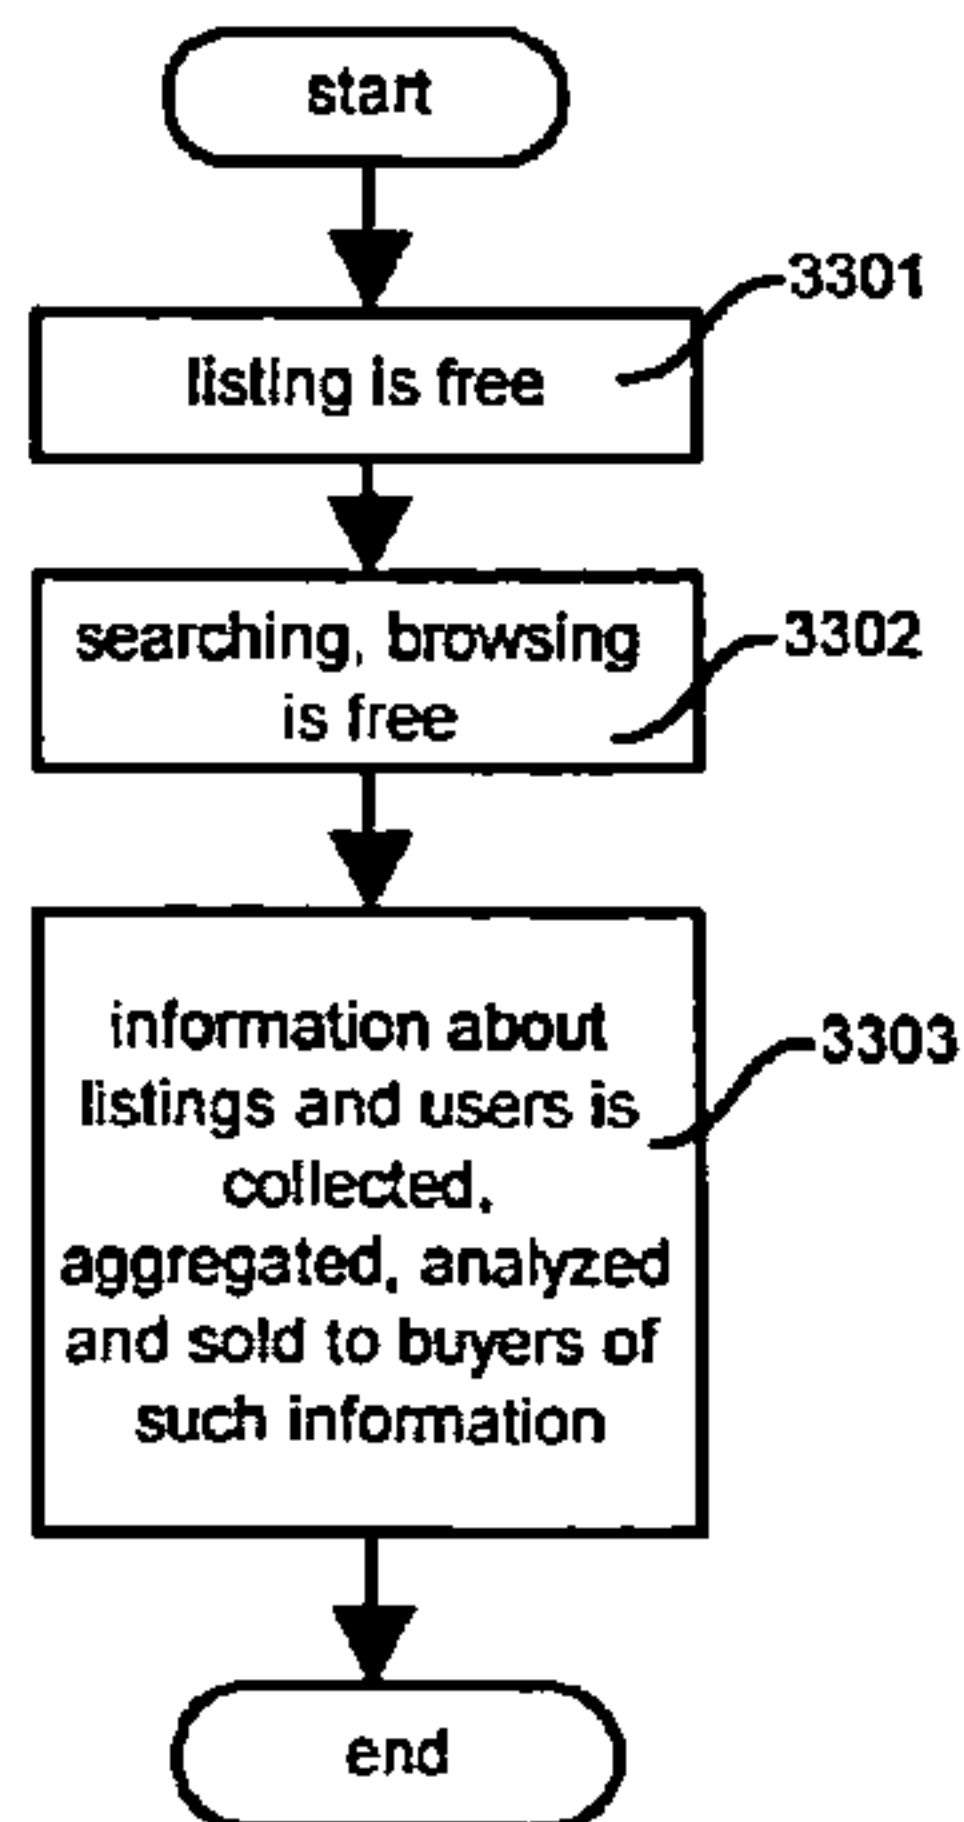 start
3301
listing is free
searching, browsing
is free
3302
information about
listings and users is
collected,
aggregated, analyzed
and sold to buyers of
such information
3303
end